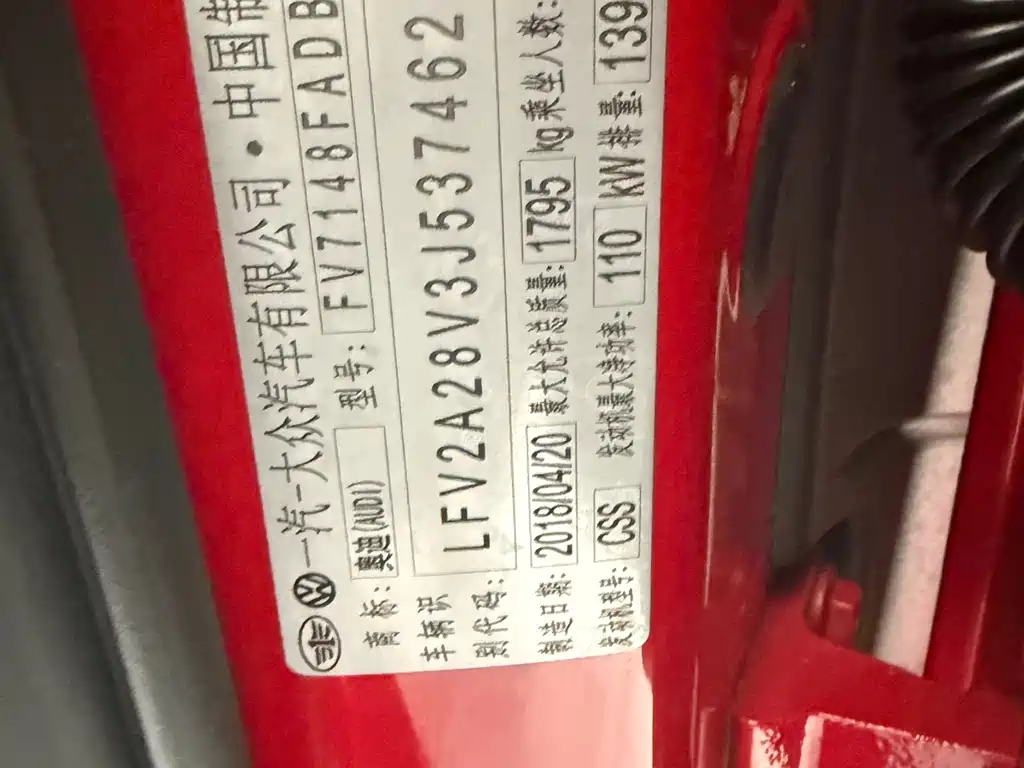 一汽-大众汽车有限公司·中国制
商标: 奥迪(AUDI) 型号: FV7148FADB
车辆识别代号: LFV2A28V3J537462
制造日期: 2018/04/20 最大允许总质量: 1795 kg 乘坐人数:
发动机型号: CSS 发动机最大净功率: 110 kW 排量: 139